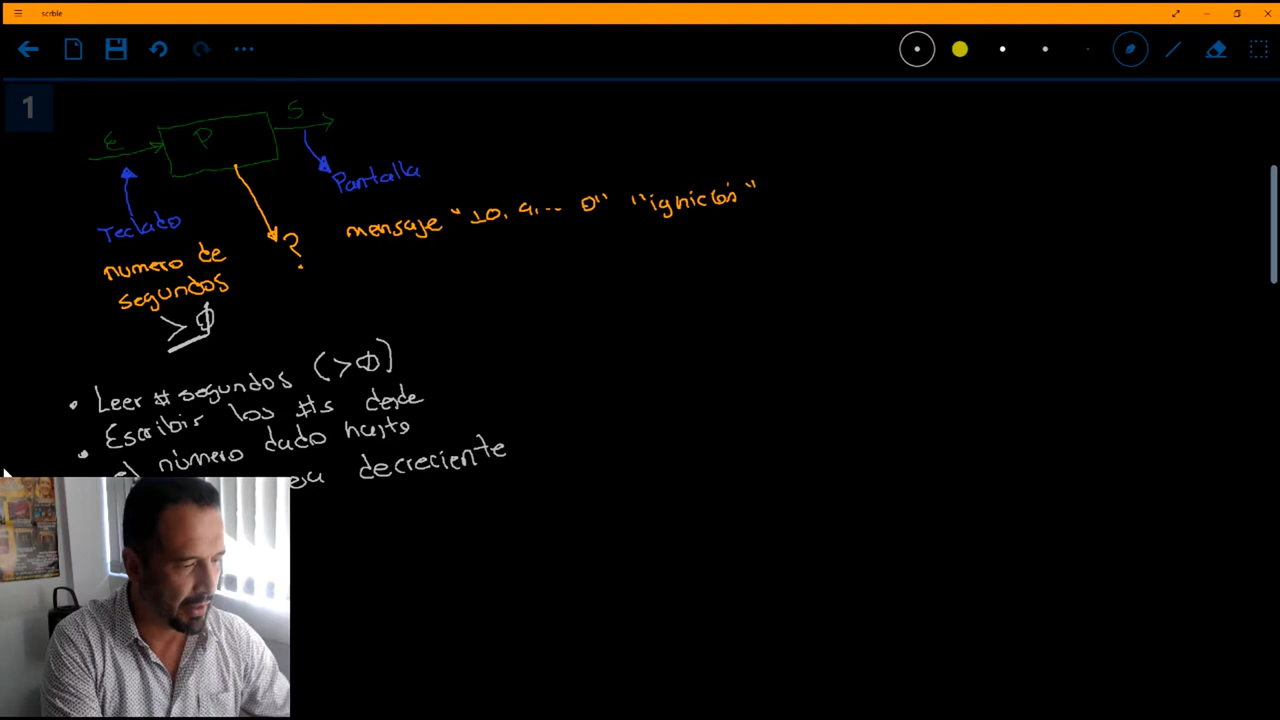 scrble
1
E P S
Pantalla
Teclado
mensaje "10, 9,... 0" "ignición"
número de
segundos
?
>0
• Leer #segundos (>0)
• Escribir los #s desde
el número dado hasta
decreciente